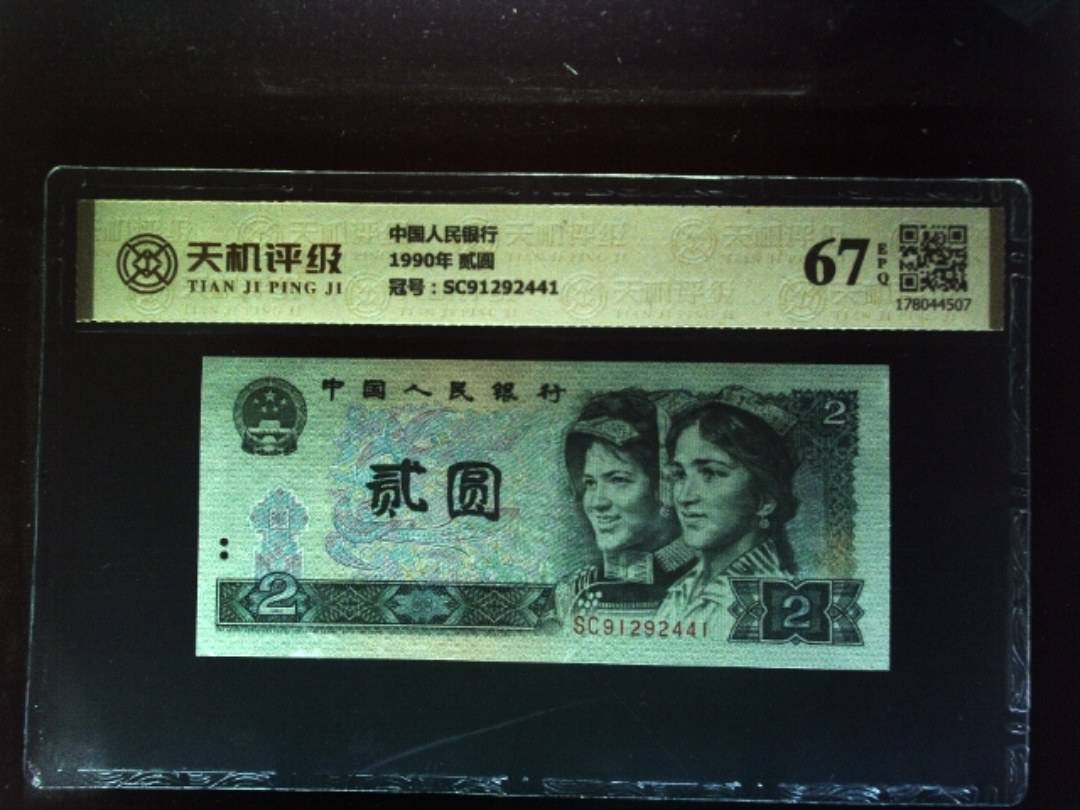 天机评级
TIAN JI PING JI
中国人民银行
1990年 贰圆
冠号：SC91292441
67
EPQ
178044507
中国人民银行
2
贰圆
2
SC91292441
2